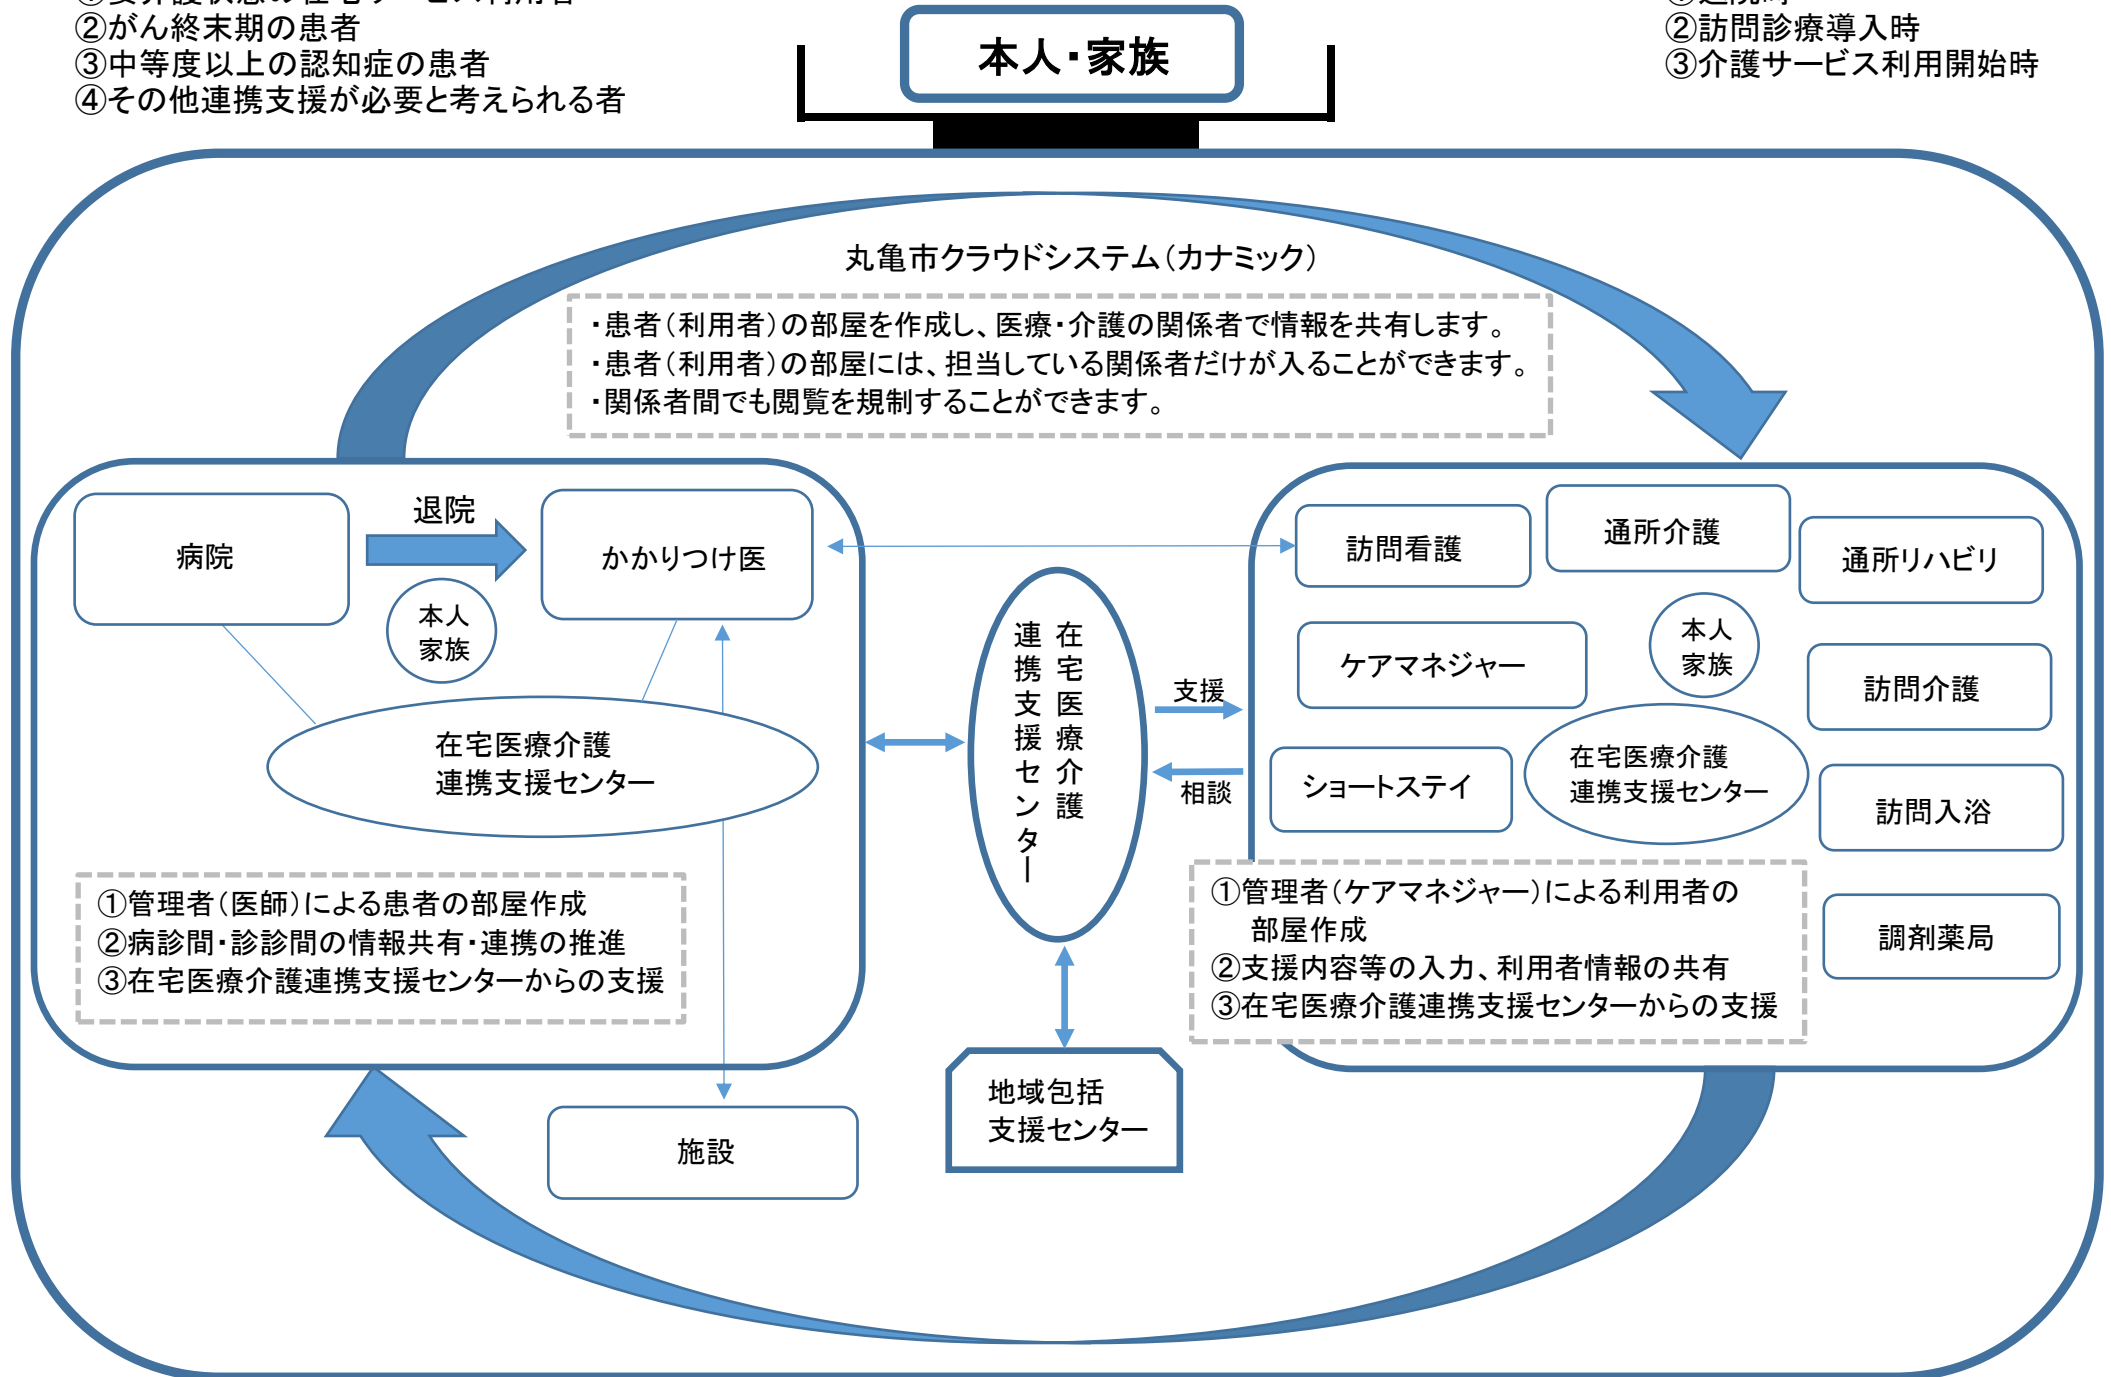 ②がん終末期の患者
③中等度以上の認知症の患者
④その他連携支援が必要と考えられる者
本人・家族
②訪問診療導入時
③介護サービス利用開始時
丸亀市クラウドシステム（カナミック）
・患者（利用者）の部屋を作成し、医療・介護の関係者で情報を共有します。
・患者（利用者）の部屋には、担当している関係者だけが入ることができます。
・関係者間でも閲覧を規制することができます。
病院
退院
かかりつけ医
本人
家族
在宅医療介護
連携支援センター
①管理者（医師）による患者の部屋作成
②病診間・診診間の情報共有・連携の推進
③在宅医療介護連携支援センターからの支援
施設
在宅医療介護
連携支援センター
支援
相談
地域包括
支援センター
訪問看護
通所介護
通所リハビリ
ケアマネジャー
本人
家族
訪問介護
ショートステイ
在宅医療介護
連携支援センター
訪問入浴
調剤薬局
①管理者（ケアマネジャー）による利用者の
部屋作成
②支援内容等の入力、利用者情報の共有
③在宅医療介護連携支援センターからの支援